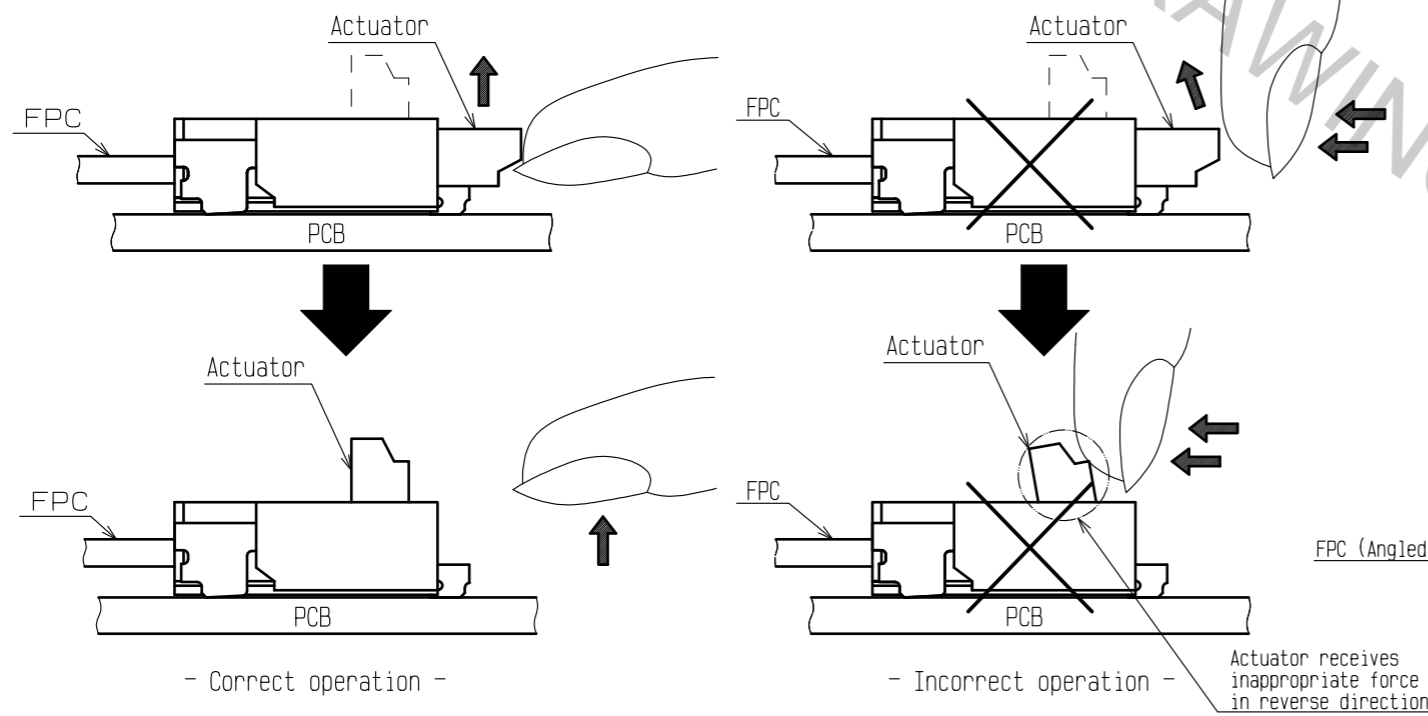 Actuator
FPC
PCB
Actuator
FPC
PCB
- Correct operation -
Actuator
FPC
PCB
Actuator
FPC
PCB
- Incorrect operation -
Actuator receives
inappropriate force
in reverse direction
FPC (Angled